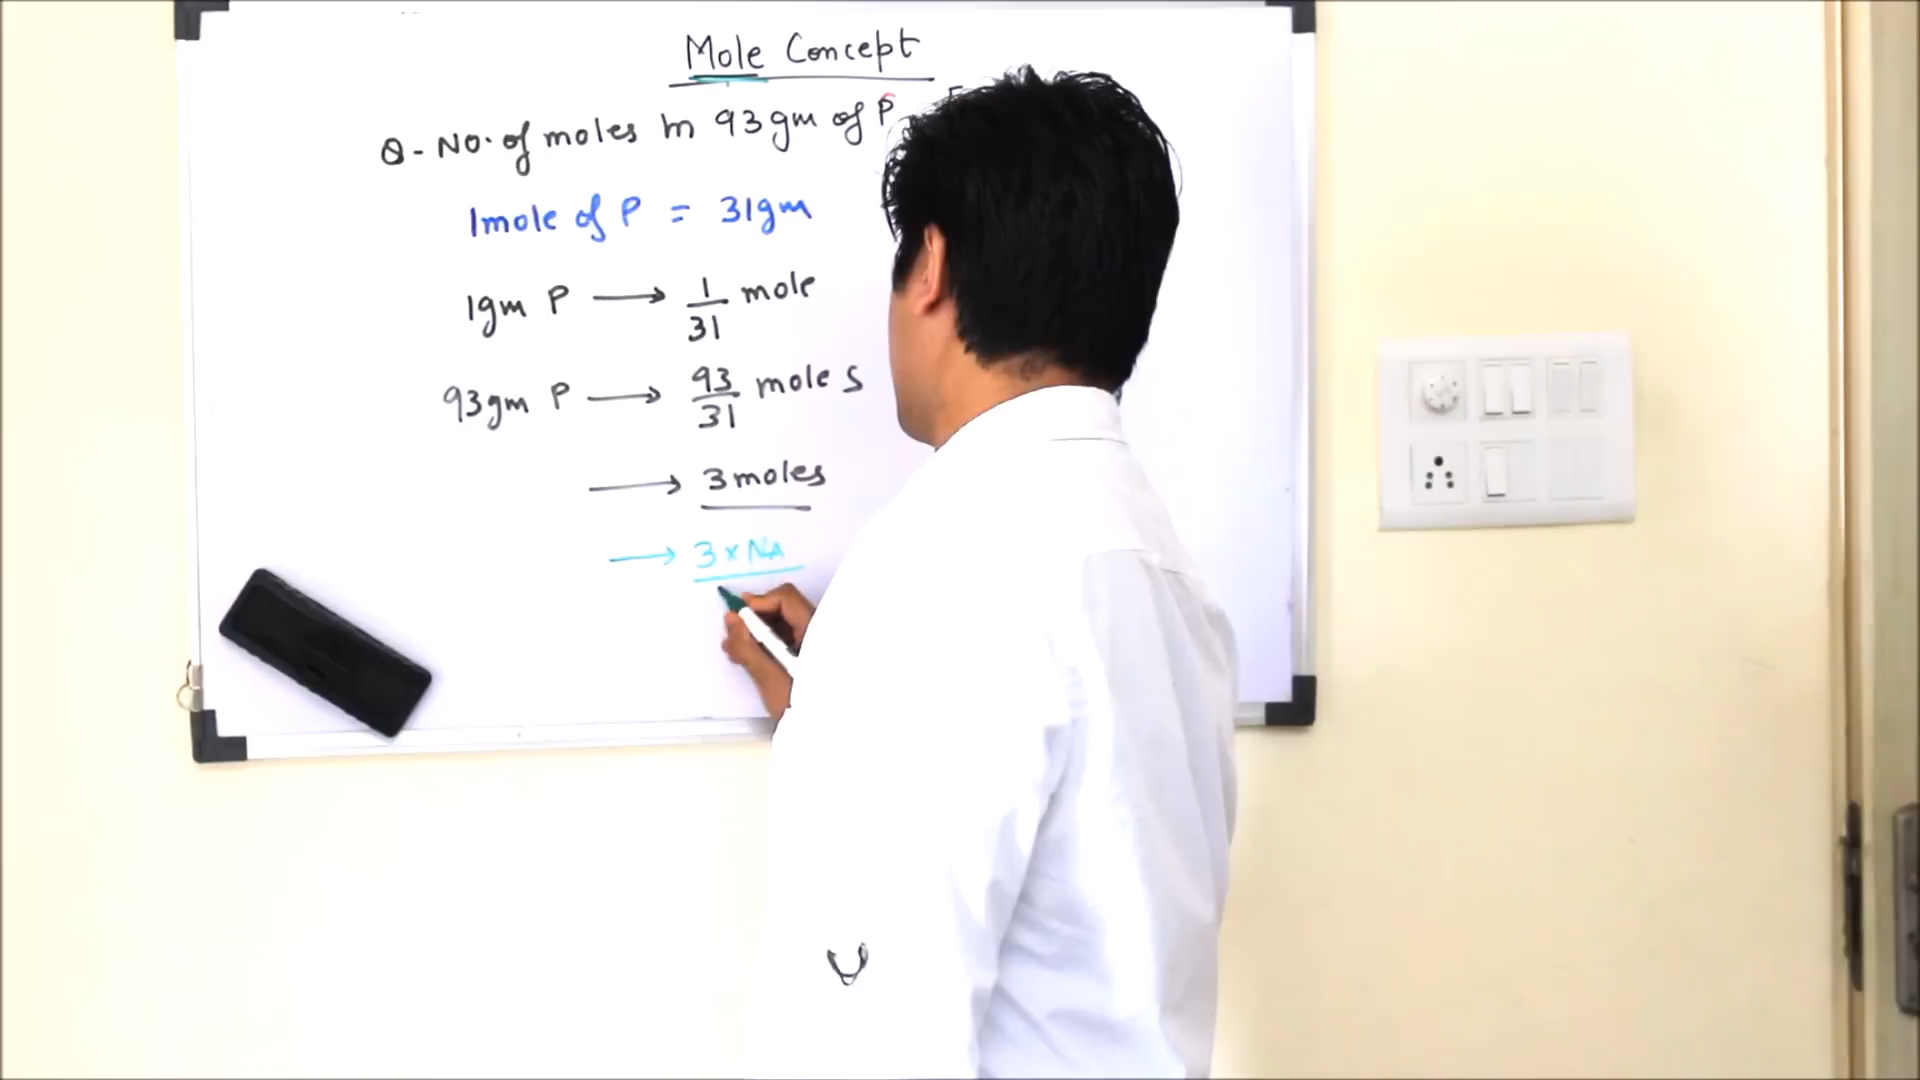 Mole Concept
Q- No. of moles in 93gm of P
1mole of P = 31gm
1gm P ⟶ 1/31 mole
93gm P ⟶ 93/31 moles
⟶ 3moles
⟶ 3×NA